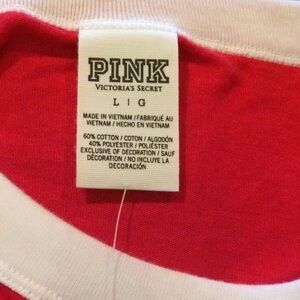 PINK
VICTORIA'S SECRET
L | G
MADE IN VIETNAM / FABRIQUÉ AU
VIETNAM / HECHO EN VIETNAM
60% COTTON / COTON / ALGODÓN
40% POLYESTER / POLIÉSTER
EXCLUSIVE OF DECORATION / SAUF
DÉCORATION / NO INCLUYE LA
DECORACIÓN